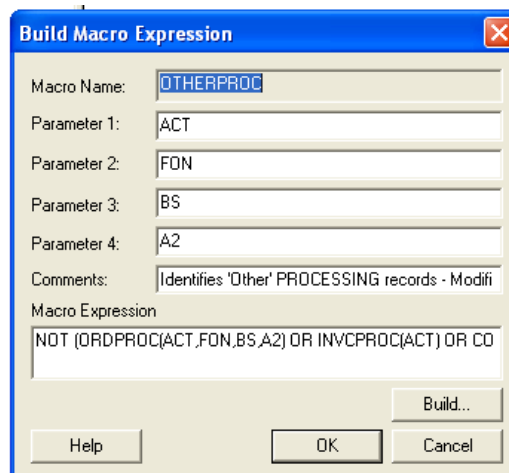 Build Macro Expression
Macro Name: OTHERPROC
Parameter 1: ACT
Parameter 2: FON
Parameter 3: BS
Parameter 4: A2
Comments: Identifies 'Other' PROCESSING records - Modifi
Macro Expression
NOT (ORDPROC(ACT,FON,BS,A2) OR INVCPROC(ACT) OR CO
Build...
Help OK Cancel